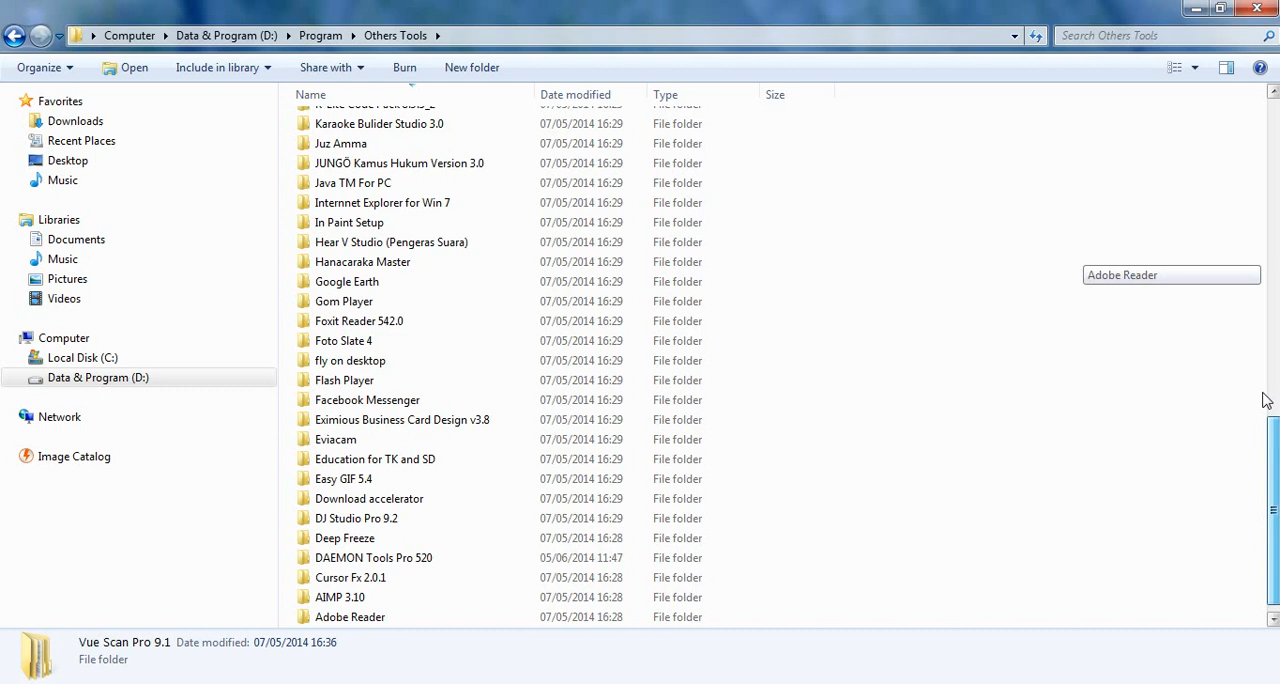 Computer Data & Program (D:) Program Others Tools Search Others Tools
Organize Open Include in library Share with Burn New folder
Favorites
Downloads
Recent Places
Desktop
Music
Libraries
Documents
Music
Pictures
Videos
Computer
Local Disk (C:)
Data & Program (D:)
Network
Image Catalog
Name Date modified Type Size
Karaoke Bulider Studio 3.0 07/05/2014 16:29 File folder
Juz Amma 07/05/2014 16:29 File folder
JUNGÖ Kamus Hukum Version 3.0 07/05/2014 16:29 File folder
Java TM For PC 07/05/2014 16:29 File folder
Internnet Explorer for Win 7 07/05/2014 16:29 File folder
In Paint Setup 07/05/2014 16:29 File folder
Hear V Studio (Pengeras Suara) 07/05/2014 16:29 File folder
Hanacaraka Master 07/05/2014 16:29 File folder
Google Earth 07/05/2014 16:29 File folder
Gom Player 07/05/2014 16:29 File folder
Foxit Reader 542.0 07/05/2014 16:29 File folder
Foto Slate 4 07/05/2014 16:29 File folder
fly on desktop 07/05/2014 16:29 File folder
Flash Player 07/05/2014 16:29 File folder
Facebook Messenger 07/05/2014 16:29 File folder
Eximious Business Card Design v3.8 07/05/2014 16:29 File folder
Eviacam 07/05/2014 16:29 File folder
Education for TK and SD 07/05/2014 16:29 File folder
Easy GIF 5.4 07/05/2014 16:29 File folder
Download accelerator 07/05/2014 16:29 File folder
DJ Studio Pro 9.2 07/05/2014 16:29 File folder
Deep Freeze 07/05/2014 16:28 File folder
DAEMON Tools Pro 520 05/06/2014 11:47 File folder
Cursor Fx 2.0.1 07/05/2014 16:28 File folder
AIMP 3.10 07/05/2014 16:28 File folder
Adobe Reader 07/05/2014 16:28 File folder
Adobe Reader
Vue Scan Pro 9.1 Date modified: 07/05/2014 16:36
File folder